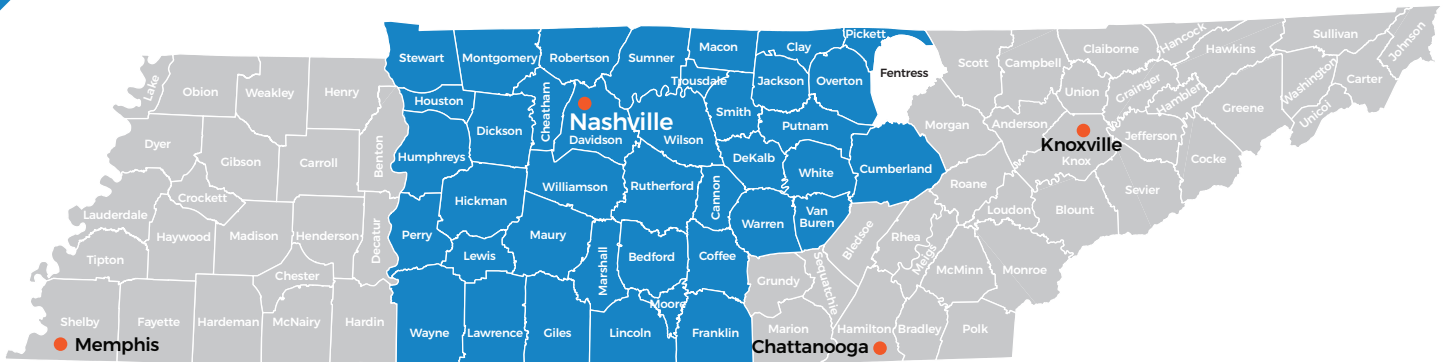 Stewart
Montgomery
Robertson
Sumner
Macon
Clay
Pickett
Fentress
Scott
Campbell
Claiborne
Hancock
Hawkins
Sullivan
Johnson
Lake
Obion
Weakley
Henry
Houston
Cheatham
Trousdale
Jackson
Overton
Union
Grainger
Hamblen
Washington
Carter
Unicoi
Greene
Dyer
Gibson
Carroll
Benton
Humphreys
Dickson
Nashville
Davidson
Wilson
Smith
Putnam
Morgan
Anderson
Knoxville
Knox
Jefferson
Cocke
Crockett
Lauderdale
Haywood
Madison
Henderson
Decatur
Hickman
Williamson
Rutherford
Cannon
DeKalb
White
Cumberland
Roane
Loudon
Blount
Sevier
Tipton
Chester
Perry
Lewis
Maury
Marshall
Bedford
Coffee
Warren
Van
Buren
Bledsoe
Rhea
Meigs
McMinn
Monroe
Grundy
Sequatchie
Shelby
Fayette
Hardeman
McNairy
Hardin
Wayne
Lawrence
Giles
Lincoln
Moore
Franklin
Marion
Hamilton
Bradley
Polk
Memphis
Chattanooga